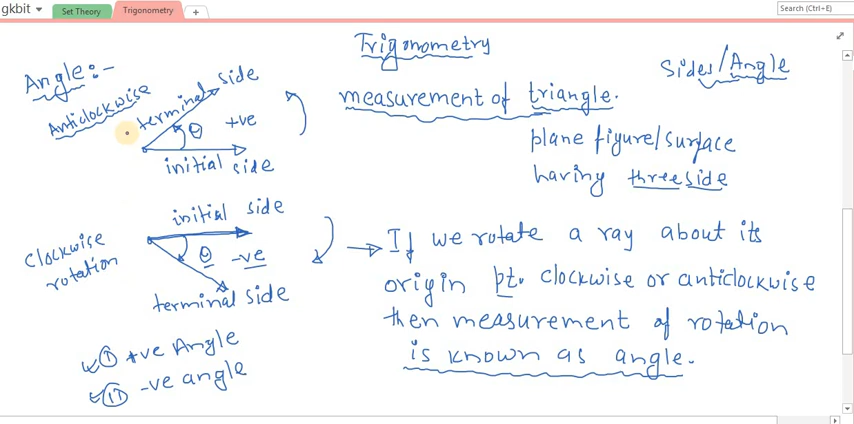 gkbit
Set Theory
Trigonometry
Search (Ctrl+E)
Trigonometry
Sides/Angle
measurement of triangle.
plane figure/surface
having three side
Angle:-
Anticlockwise
terminal side
θ +ve
initial side
initial side
Clockwise
rotation
θ -ve
terminal side
If we rotate a ray about its
origin pt. clockwise or anticlockwise
then measurement of rotation
is known as angle.
(I) +ve Angle
(II) -ve angle